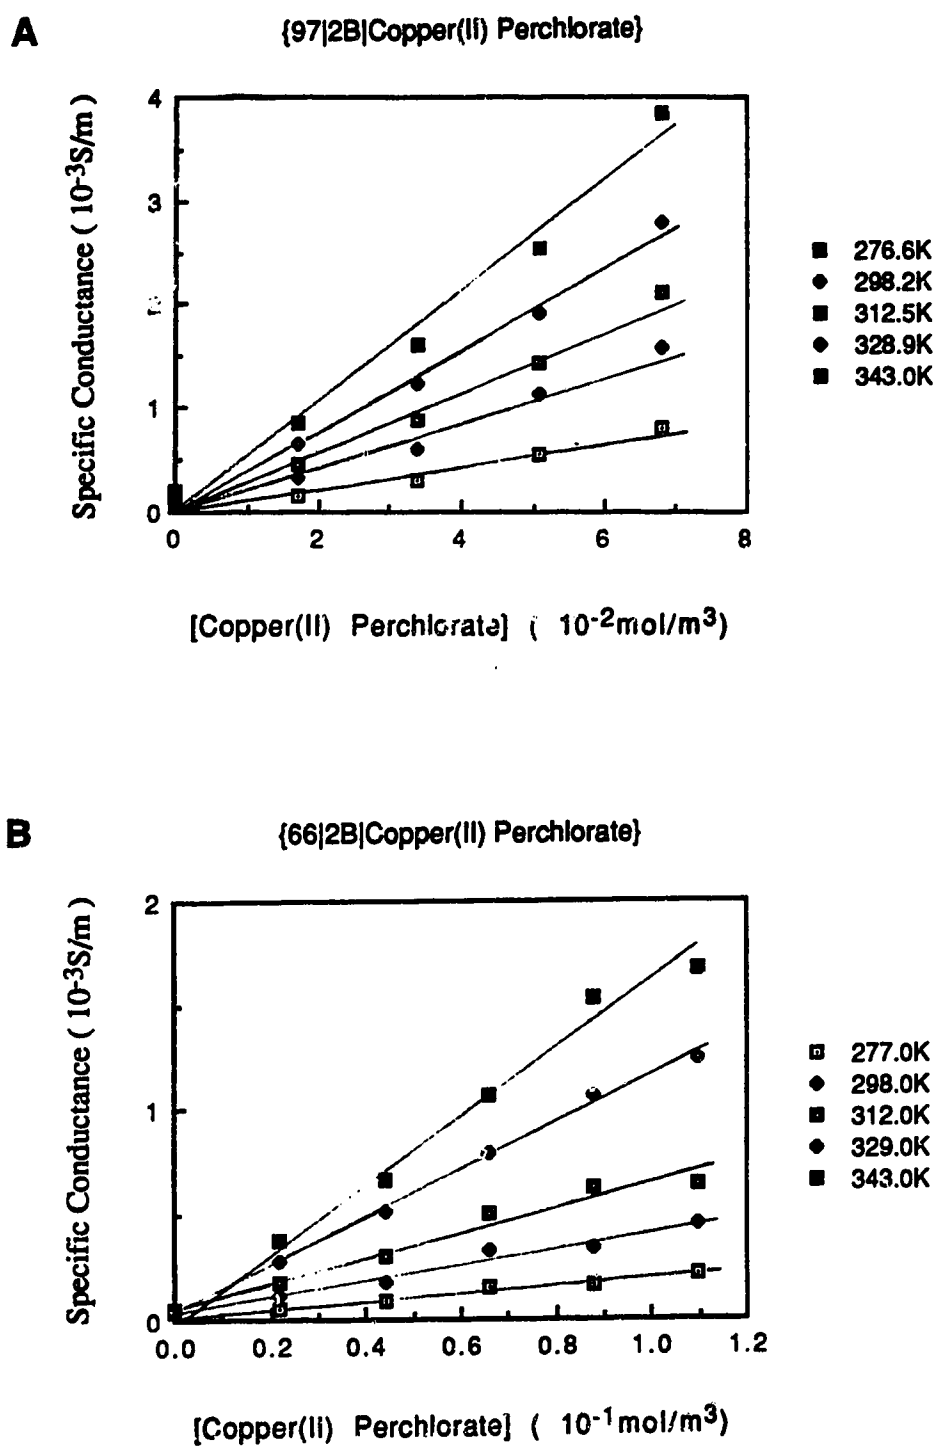 A
{97|2B|Copper(II) Perchlorate}
Specific Conductance ( 10-3S/m )
4
3
2
1
0
0 2 4 6 8
276.6K
298.2K
312.5K
328.9K
343.0K
[Copper(II) Perchlorate] ( 10-2mol/m3)
B
{66|2B|Copper(II) Perchlorate}
Specific Conductance ( 10-3S/m )
2
1
0
0.0 0.2 0.4 0.6 0.8 1.0 1.2
277.0K
298.0K
312.0K
329.0K
343.0K
[Copper(II) Perchlorate] ( 10-1mol/m3)